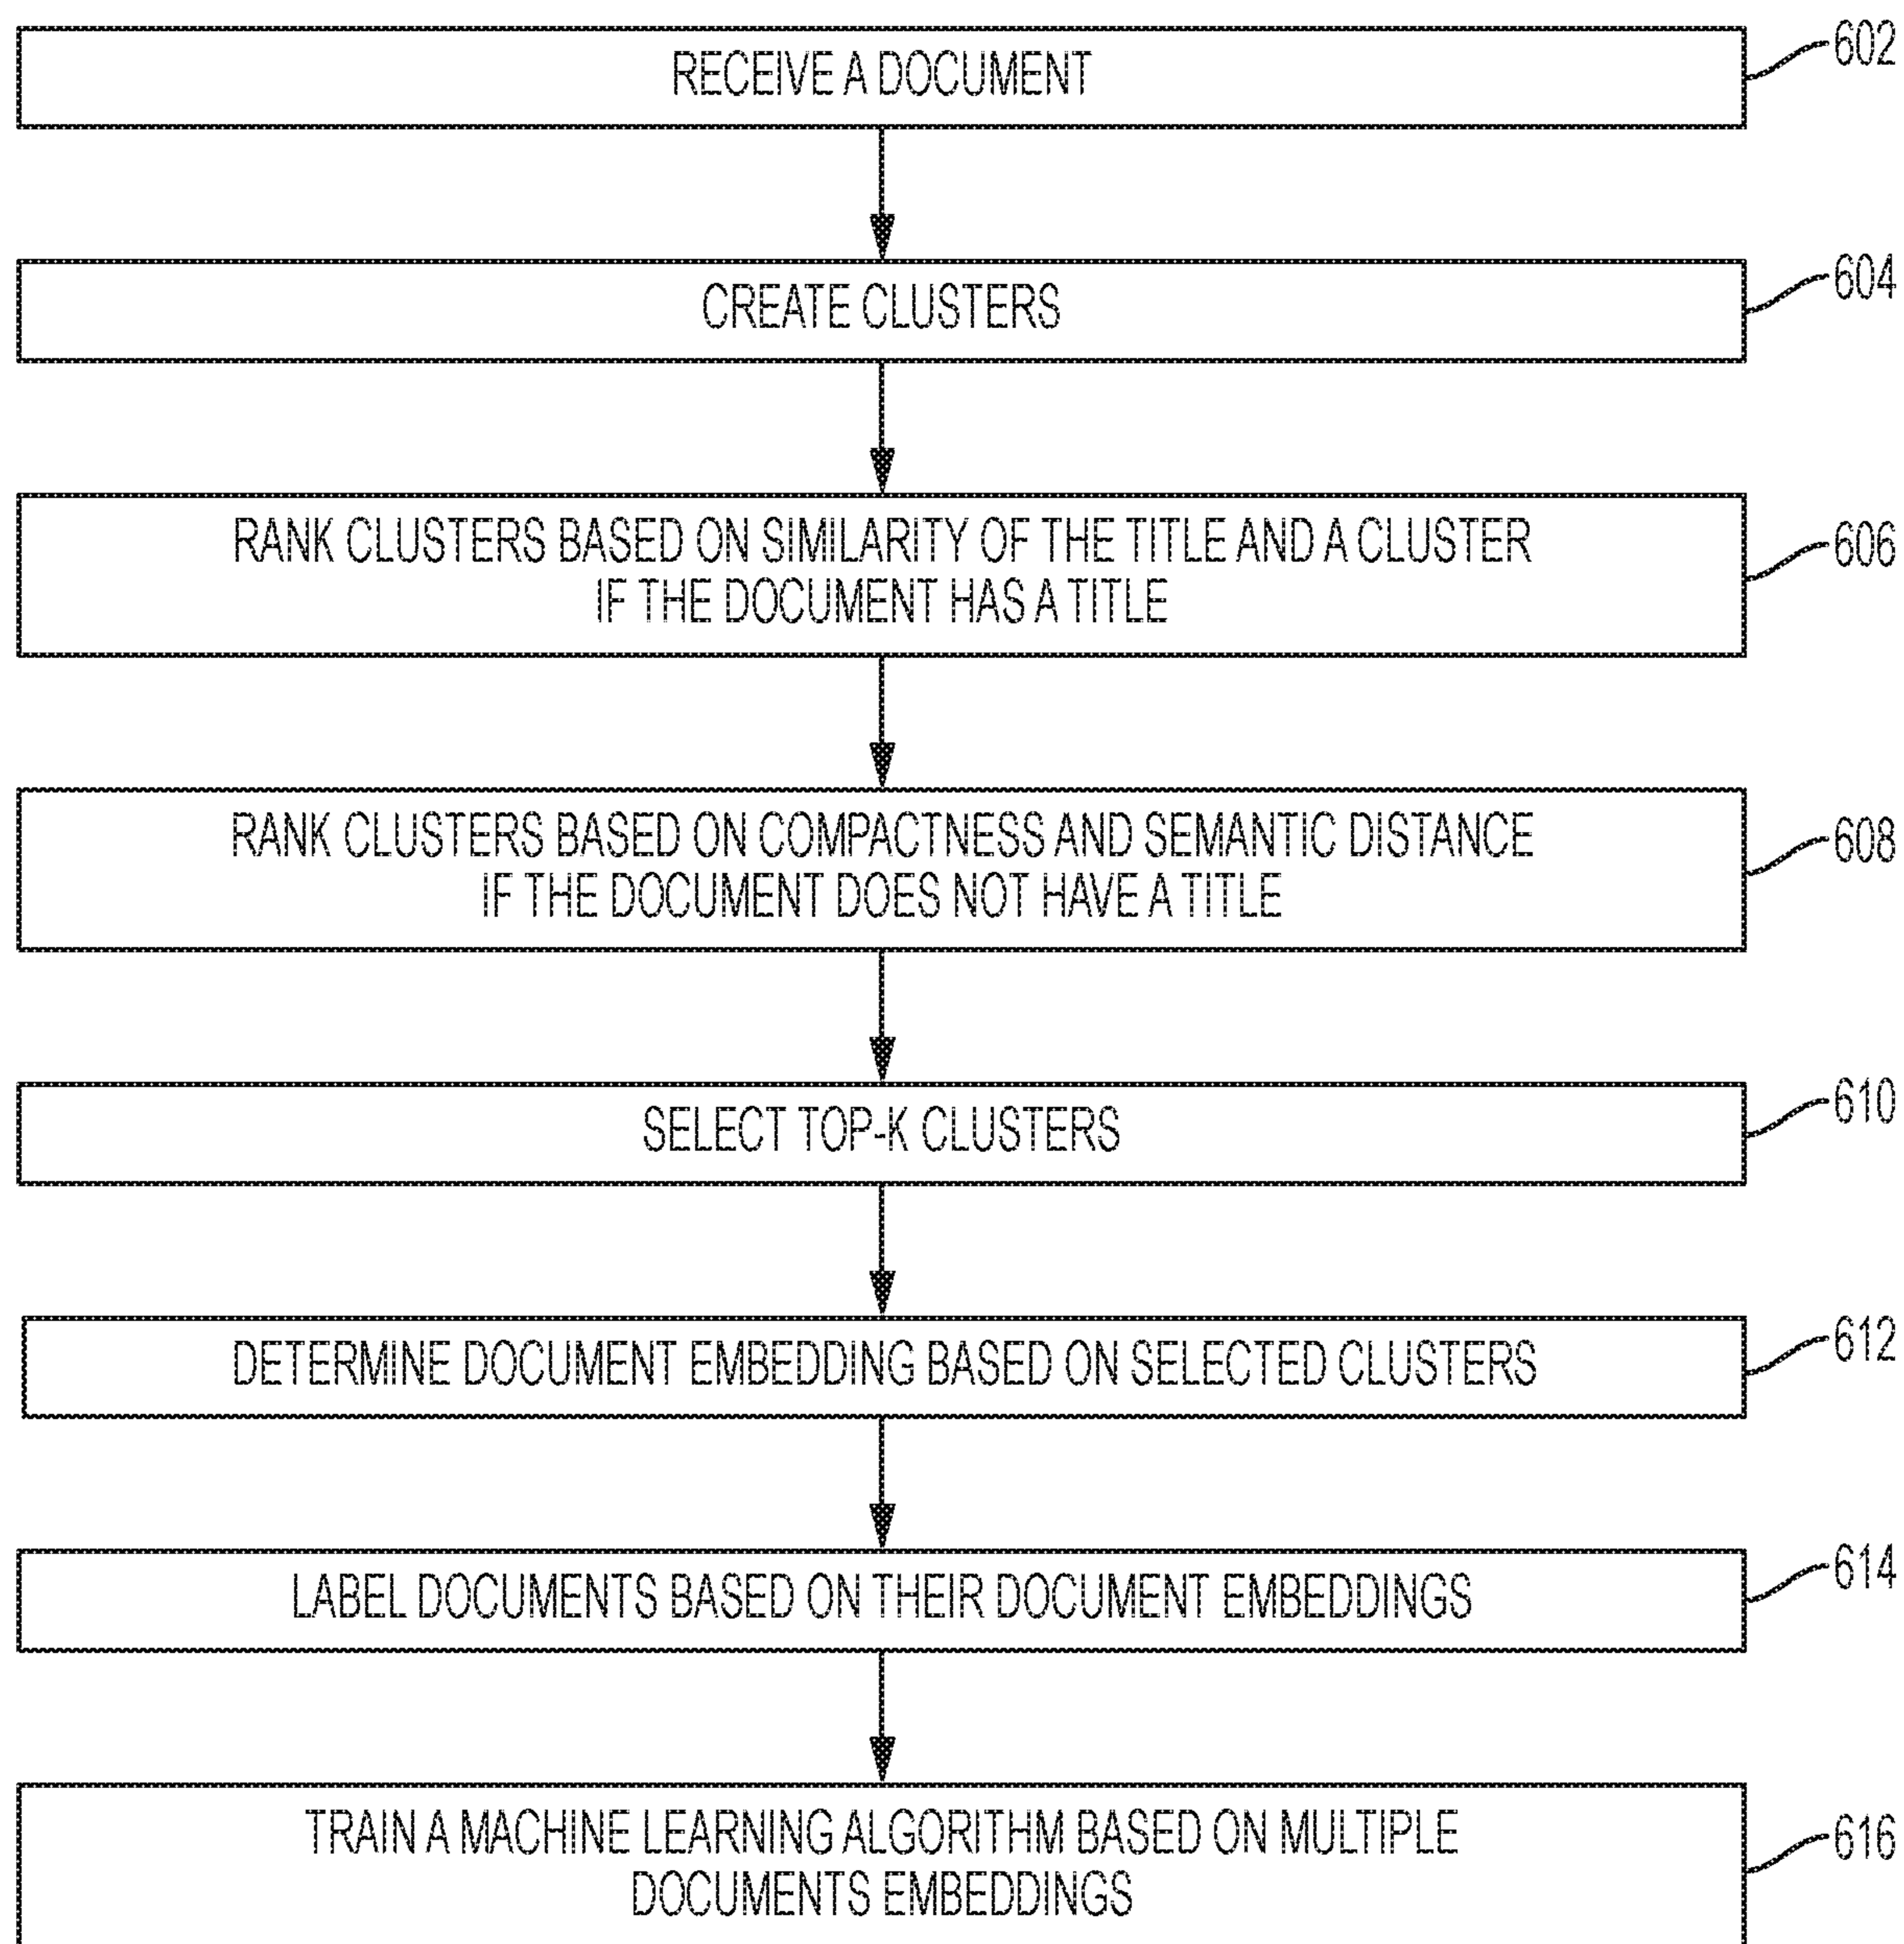 RECEIVE A DOCUMENT
602
CREATE CLUSTERS
604
RANK CLUSTERS BASED ON SIMILARITY OF THE TITLE AND A CLUSTER
IF THE DOCUMENT HAS A TITLE
606
RANK CLUSTERS BASED ON COMPACTNESS AND SEMANTIC DISTANCE
IF THE DOCUMENT DOES NOT HAVE A TITLE
608
SELECT TOP-K CLUSTERS
610
DETERMINE DOCUMENT EMBEDDING BASED ON SELECTED CLUSTERS
612
LABEL DOCUMENTS BASED ON THEIR DOCUMENT EMBEDDINGS
614
TRAIN A MACHINE LEARNING ALGORITHM BASED ON MULTIPLE
DOCUMENTS EMBEDDINGS
616